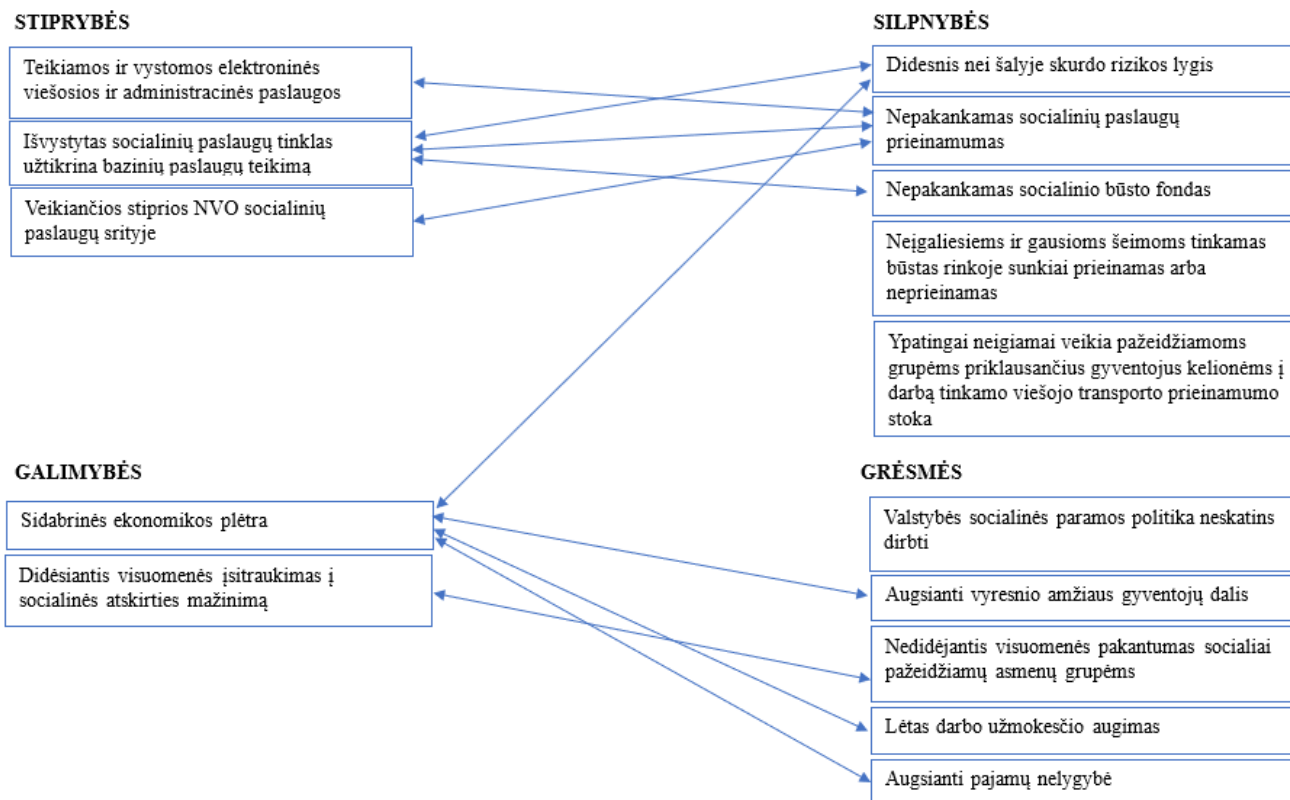 STIPRYBĖS
Teikiamos ir vystomos elektroninės
viešosios ir administracinės paslaugos
Išvystytas socialinių paslaugų tinklas
užtikrina bazinių paslaugų teikimą
Veikiančios stiprios NVO socialinių
paslaugų srityje
SILPNYBĖS
Didesnis nei šalyje skurdo rizikos lygis
Nepakankamas socialinių paslaugų
prieinamumas
Nepakankamas socialinio būsto fondas
Neįgaliesiems ir gausioms šeimoms tinkamas
būstas rinkoje sunkiai prieinamas arba
neprieinamas
Ypatingai neigiamai veikia pažeidžiamoms
grupėms priklausančius gyventojus kelionėms į
darbą tinkamo viešojo transporto prieinamumo
stoka
GALIMYBĖS
Sidabrinės ekonomikos plėtra
Didėsiantis visuomenės įsitraukimas į
socialinės atskirties mažinimą
GRĖSMĖS
Valstybės socialinės paramos politika neskatins
dirbti
Augsianti vyresnio amžiaus gyventojų dalis
Nedidėjantis visuomenės pakantumas socialiai
pažeidžiamų asmenų grupėms
Lėtas darbo užmokesčio augimas
Augsianti pajamų nelygybė